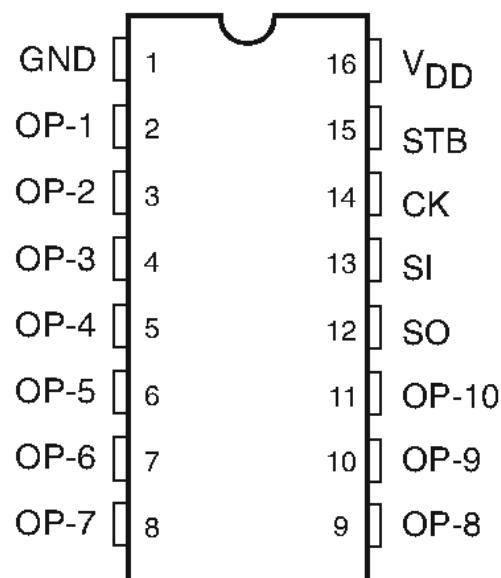 GND 1 16 VDD
OP-1 2 15 STB
OP-2 3 14 CK
OP-3 4 13 SI
OP-4 5 12 SO
OP-5 6 11 OP-10
OP-6 7 10 OP-9
OP-7 8 9 OP-8